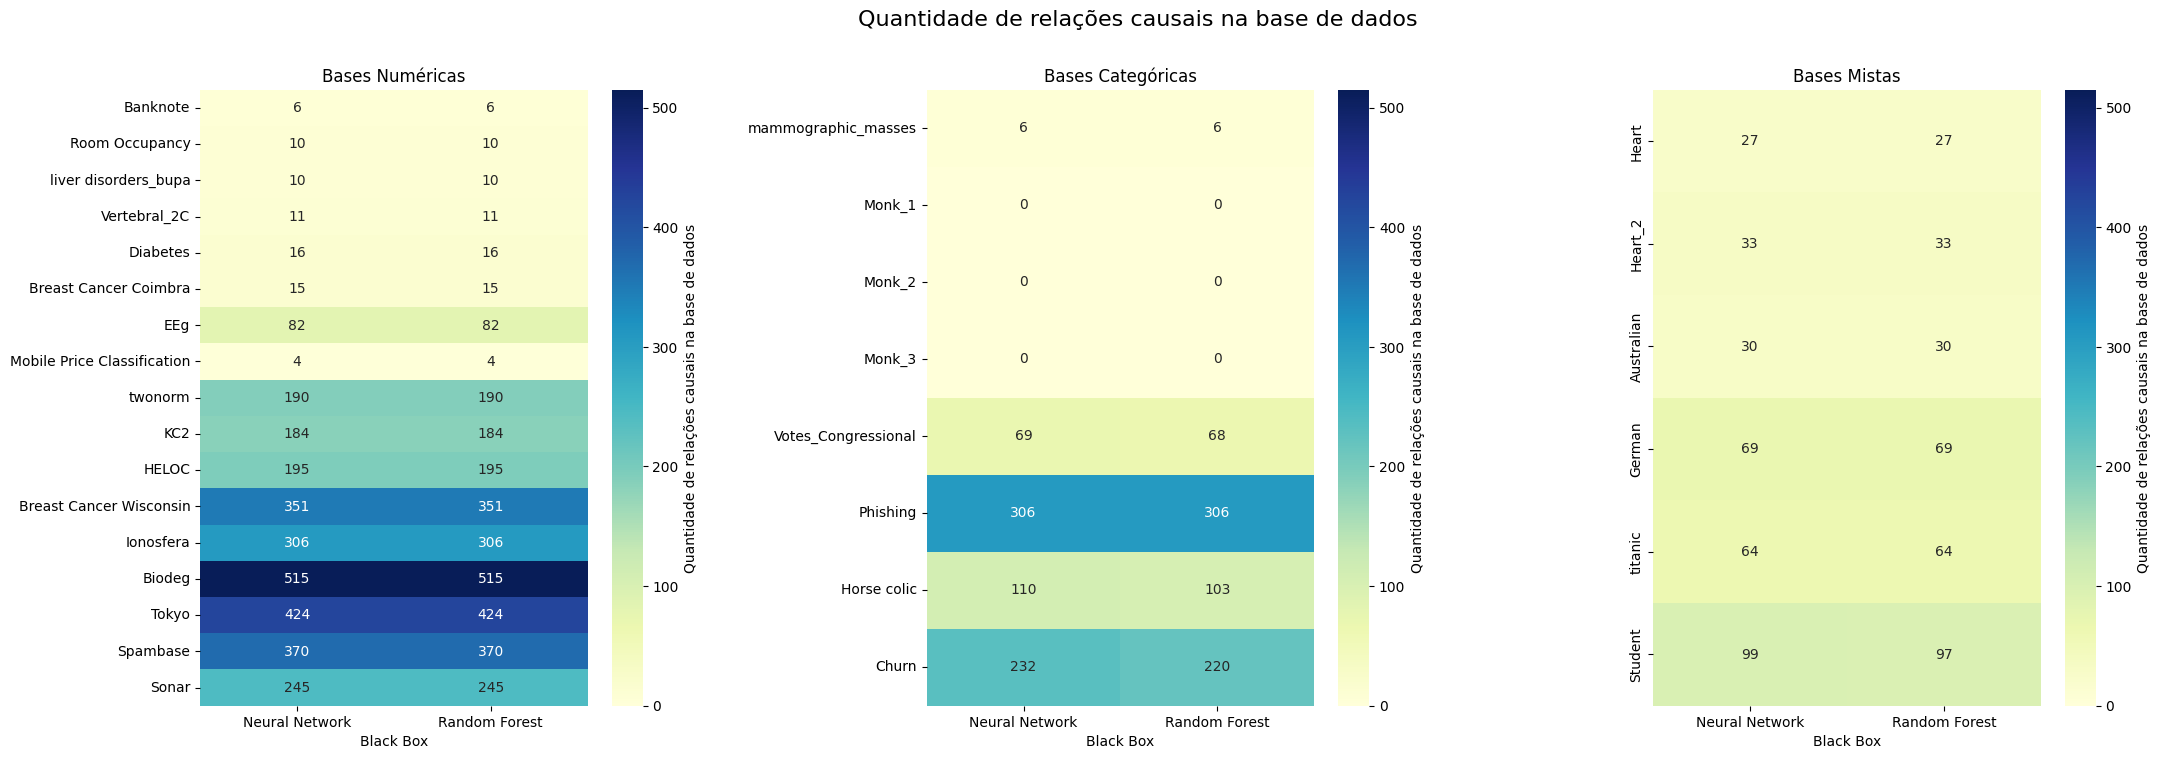 Quantidade de relações causais na base de dados
Bases Numéricas
Banknote 6 6
Room Occupancy 10 10
liver disorders_bupa 10 10
Vertebral_2C 11 11
Diabetes 16 16
Breast Cancer Coimbra 15 15
EEg 82 82
Mobile Price Classification 4 4
twonorm 190 190
KC2 184 184
HELOC 195 195
Breast Cancer Wisconsin 351 351
Ionosfera 306 306
Biodeg 515 515
Tokyo 424 424
Spambase 370 370
Sonar 245 245
Neural Network Random Forest
Black Box
500
400
300
200
100
0
Quantidade de relações causais na base de dados
Bases Categóricas
mammographic_masses 6 6
Monk_1 0 0
Monk_2 0 0
Monk_3 0 0
Votes_Congressional 69 68
Phishing 306 306
Horse colic 110 103
Churn 232 220
Neural Network Random Forest
Black Box
500
400
300
200
100
0
Quantidade de relações causais na base de dados
Bases Mistas
Heart 27 27
Heart_2 33 33
Australian 30 30
German 69 69
titanic 64 64
Student 99 97
Neural Network Random Forest
Black Box
500
400
300
200
100
0
Quantidade de relações causais na base de dados